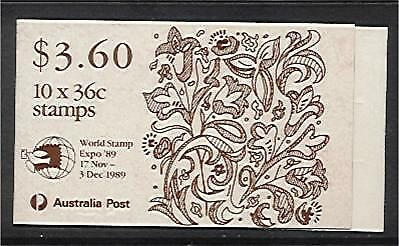 $3.60
10 x 36c
stamps
World Stamp
Expo '89
17 Nov –
3 Dec 1989
Australia Post